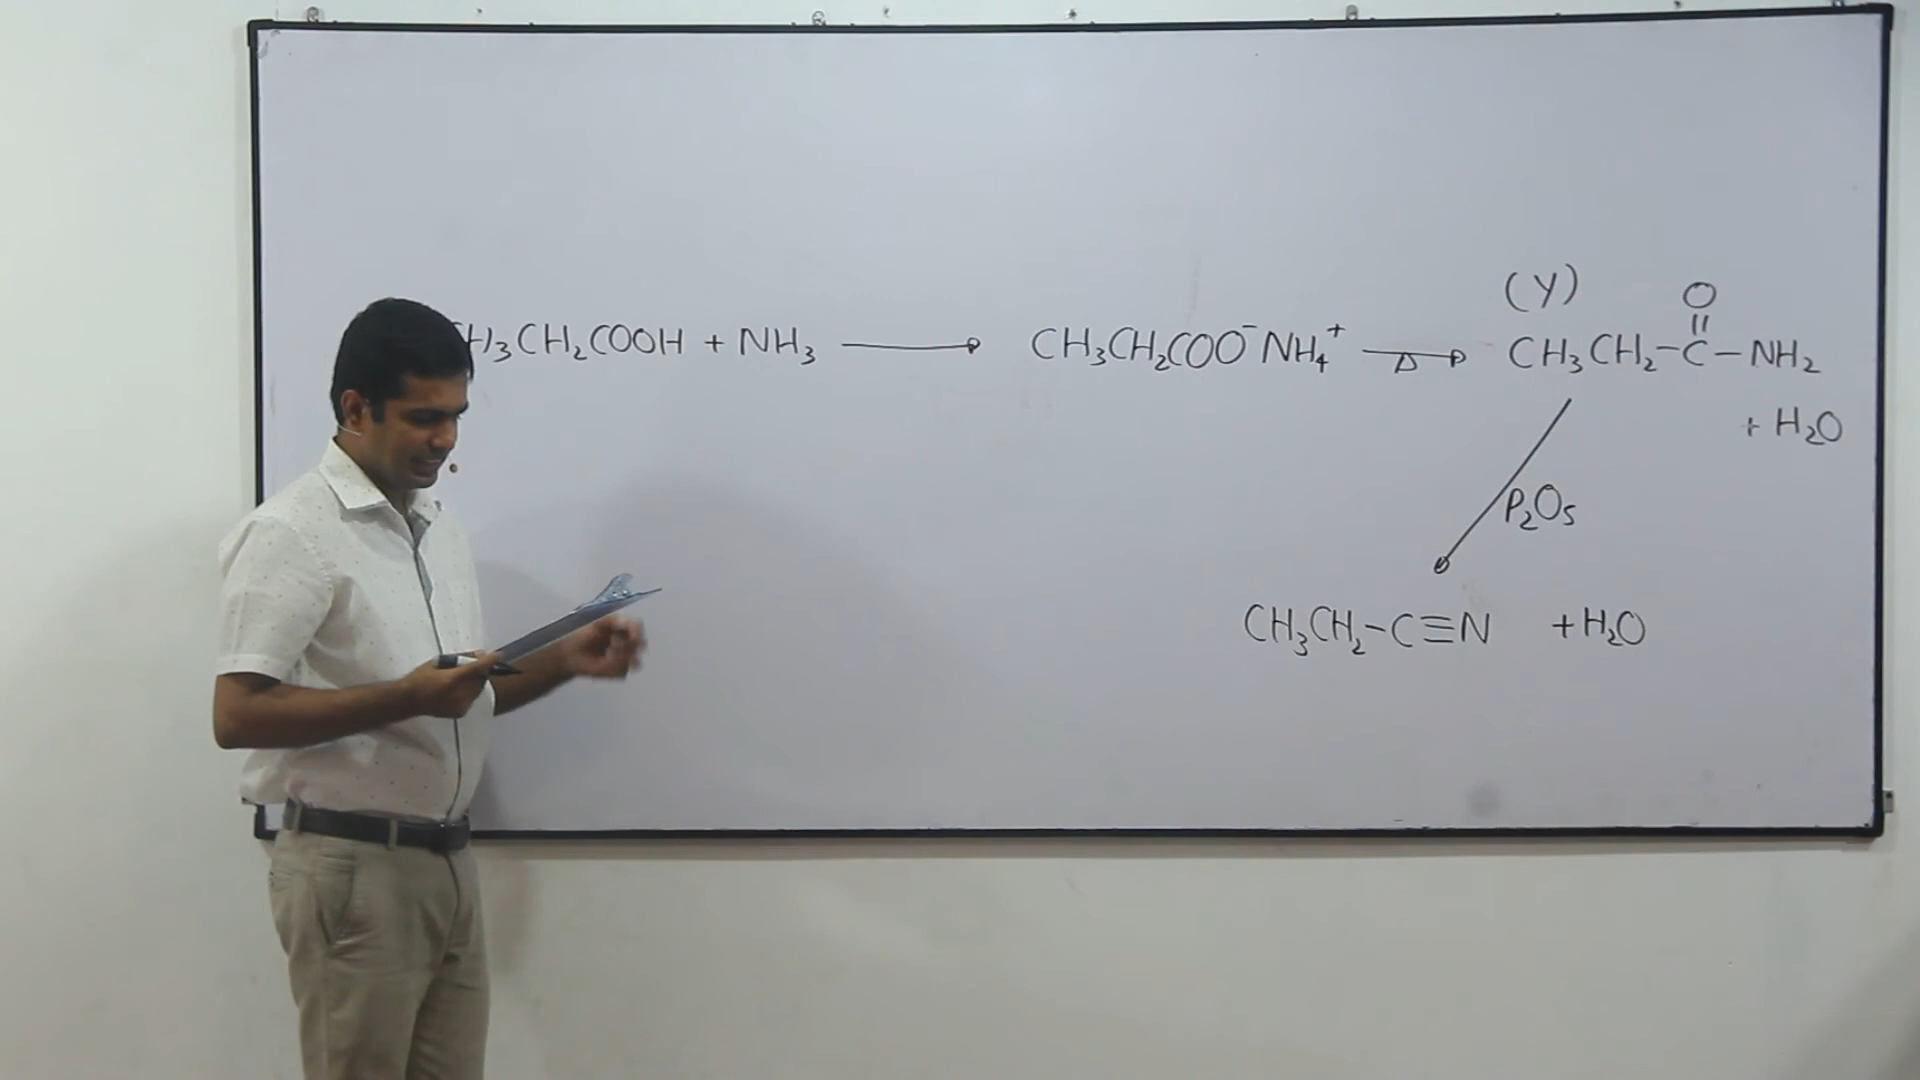 (Y)
O
||
H₃CH₂COOH + NH₃ ⟶ CH₃CH₂COO⁻NH₄⁺ ⟶ Δ CH₃CH₂-C-NH₂
+ H₂O
P₂O₅
CH₃CH₂-C≡N + H₂O